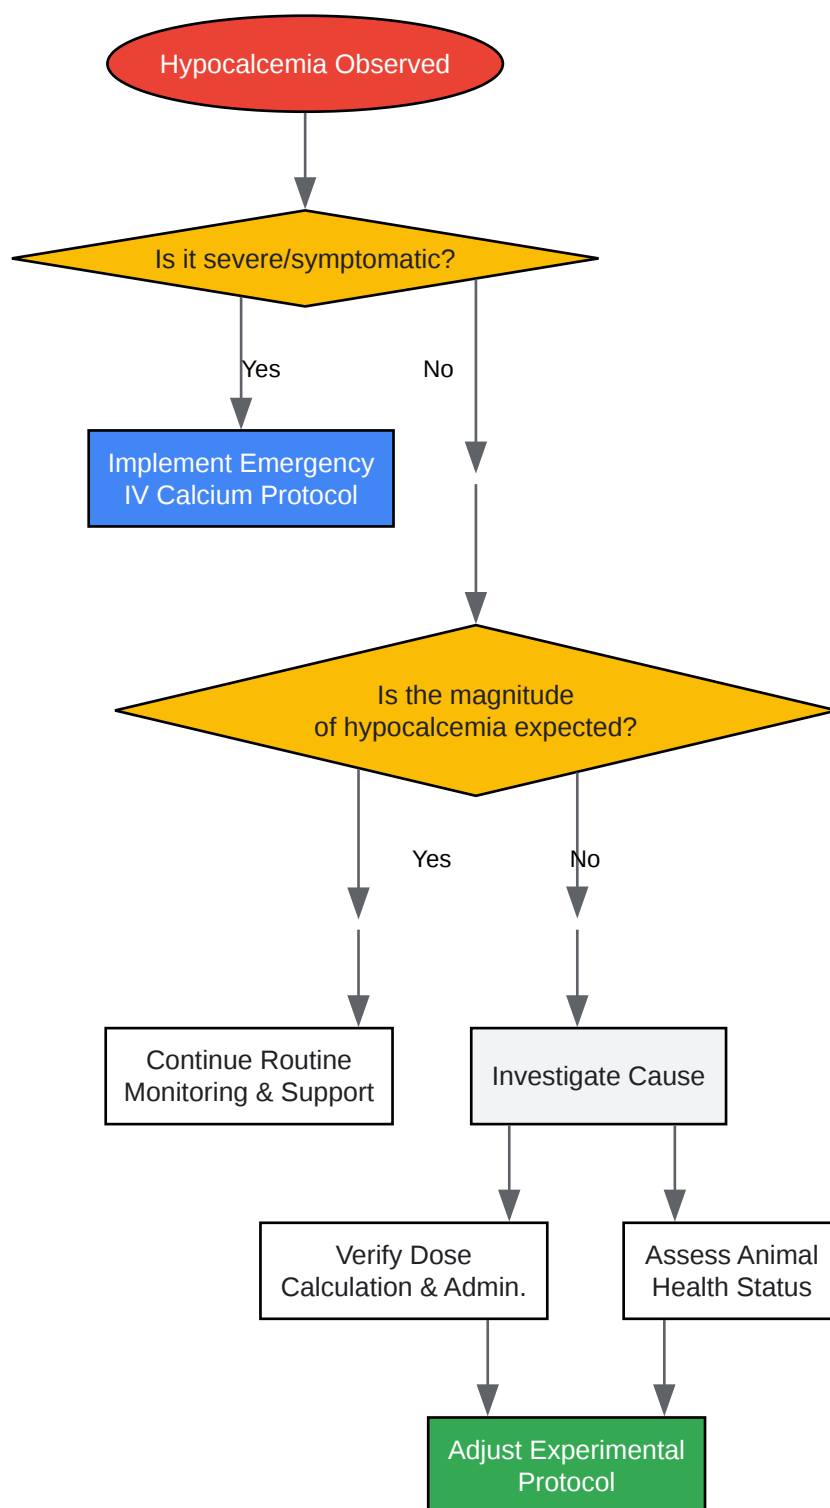 Hypocalcemia Observed
Is it severe/symptomatic?
Yes
No
Implement Emergency
IV Calcium Protocol
Is the magnitude
of hypocalcemia expected?
Yes
No
Continue Routine
Monitoring & Support
Investigate Cause
Verify Dose
Calculation & Admin.
Assess Animal
Health Status
Adjust Experimental
Protocol